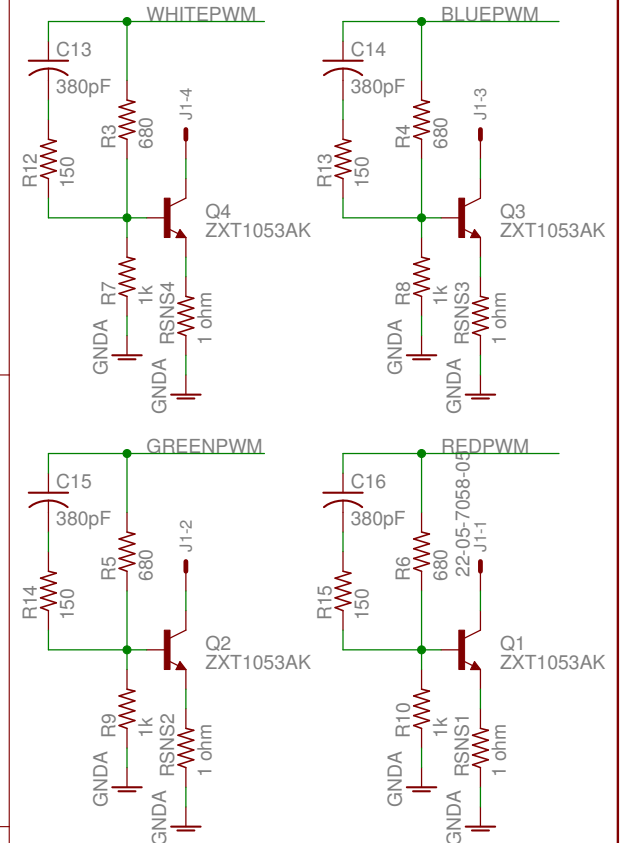 WHITEPWM
C13
380pF
R3
680
J1-4
R12
150
Q4
ZXT1053AK
R7
1k
RSNS4
1 ohm
GNDA
GNDA
BLUEPWM
C14
380pF
R4
680
J1-3
R13
150
Q3
ZXT1053AK
R8
1k
RSNS3
1 ohm
GNDA
GNDA
GREENPWM
C15
380pF
R5
680
J1-2
R14
150
Q2
ZXT1053AK
R9
1k
RSNS2
1 ohm
GNDA
GNDA
REDPWM
C16
380pF
R6
680
22-05-7058-05
J1-1
R15
150
Q1
ZXT1053AK
R10
1k
RSNS1
1 ohm
GNDA
GNDA